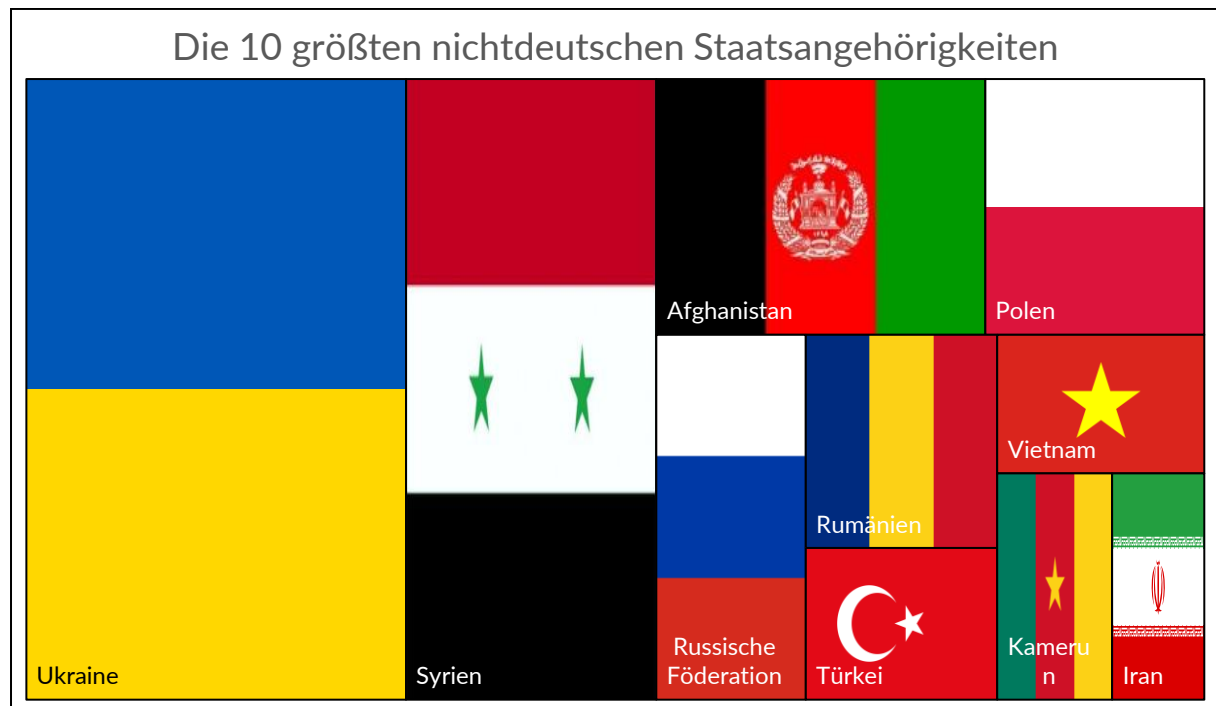 Die 10 größten nichtdeutschen Staatsangehörigkeiten
Ukraine
Syrien
Afghanistan
Polen
Russische
Föderation
Rumänien
Türkei
Vietnam
Kameru
n
Iran